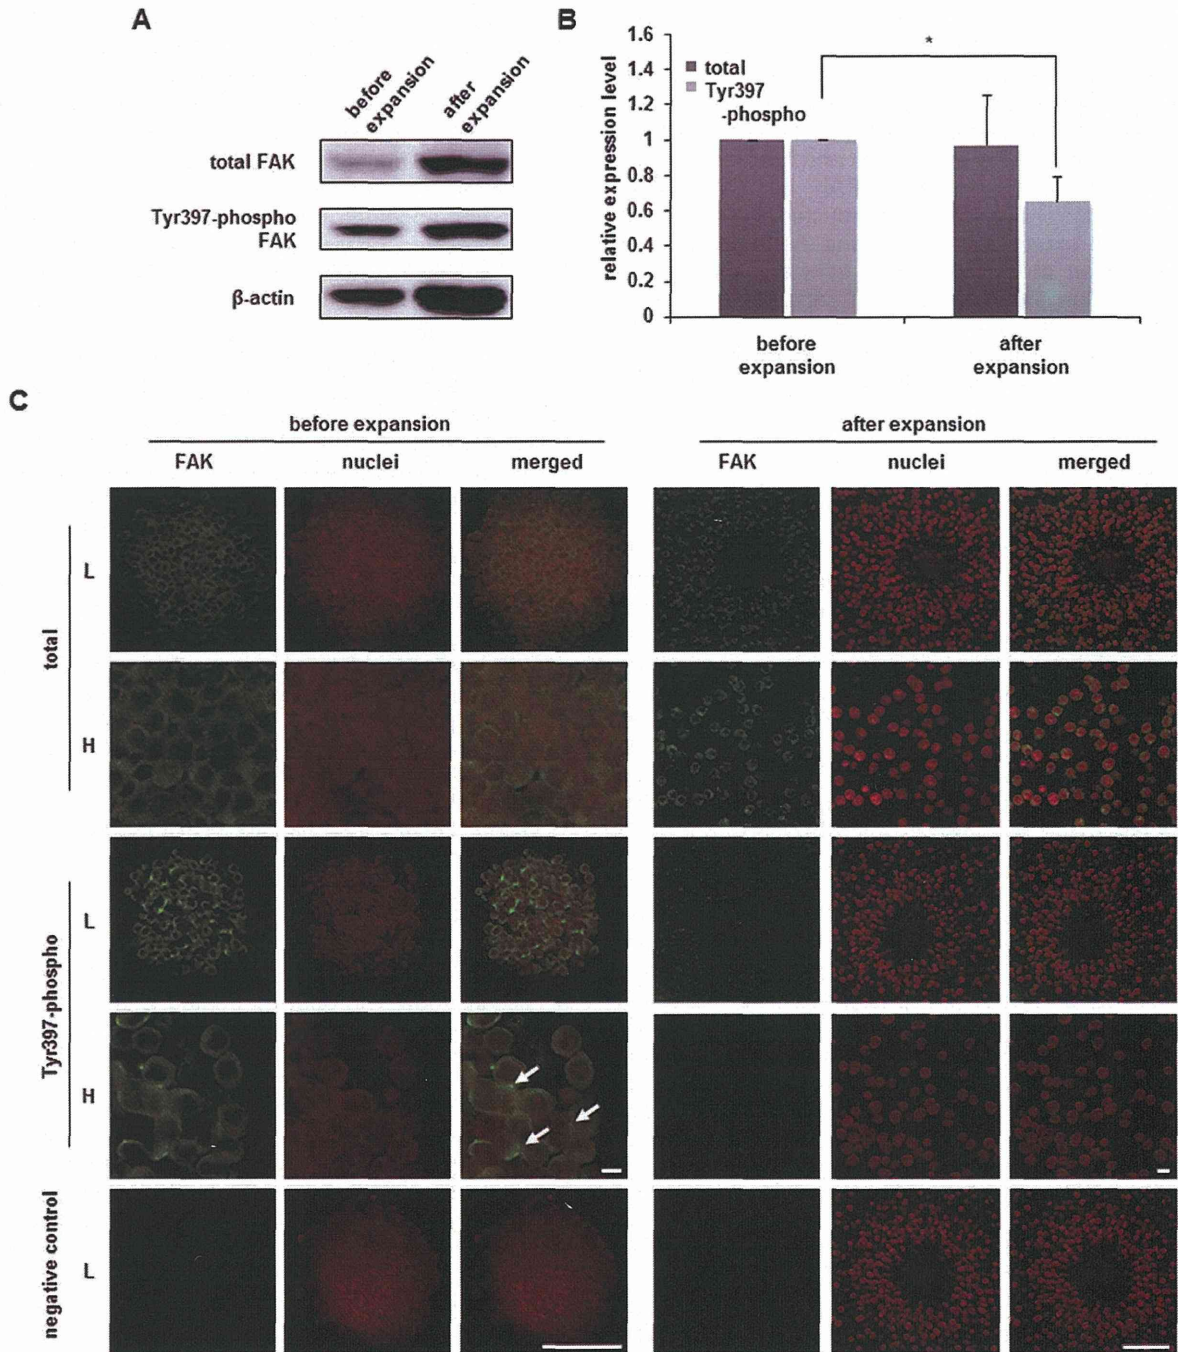 A
before
expansion
after
expansion
total FAK
Tyr397-phospho
FAK
β-actin
B
relative expression level
1.6
1.4
1.2
1
0.8
0.6
0.4
0.2
0
total
Tyr397
-phospho
*
before
expansion
after
expansion
C
before expansion
after expansion
FAK
nuclei
merged
FAK
nuclei
merged
total
L
H
Tyr397-phospho
L
H
negative control
L